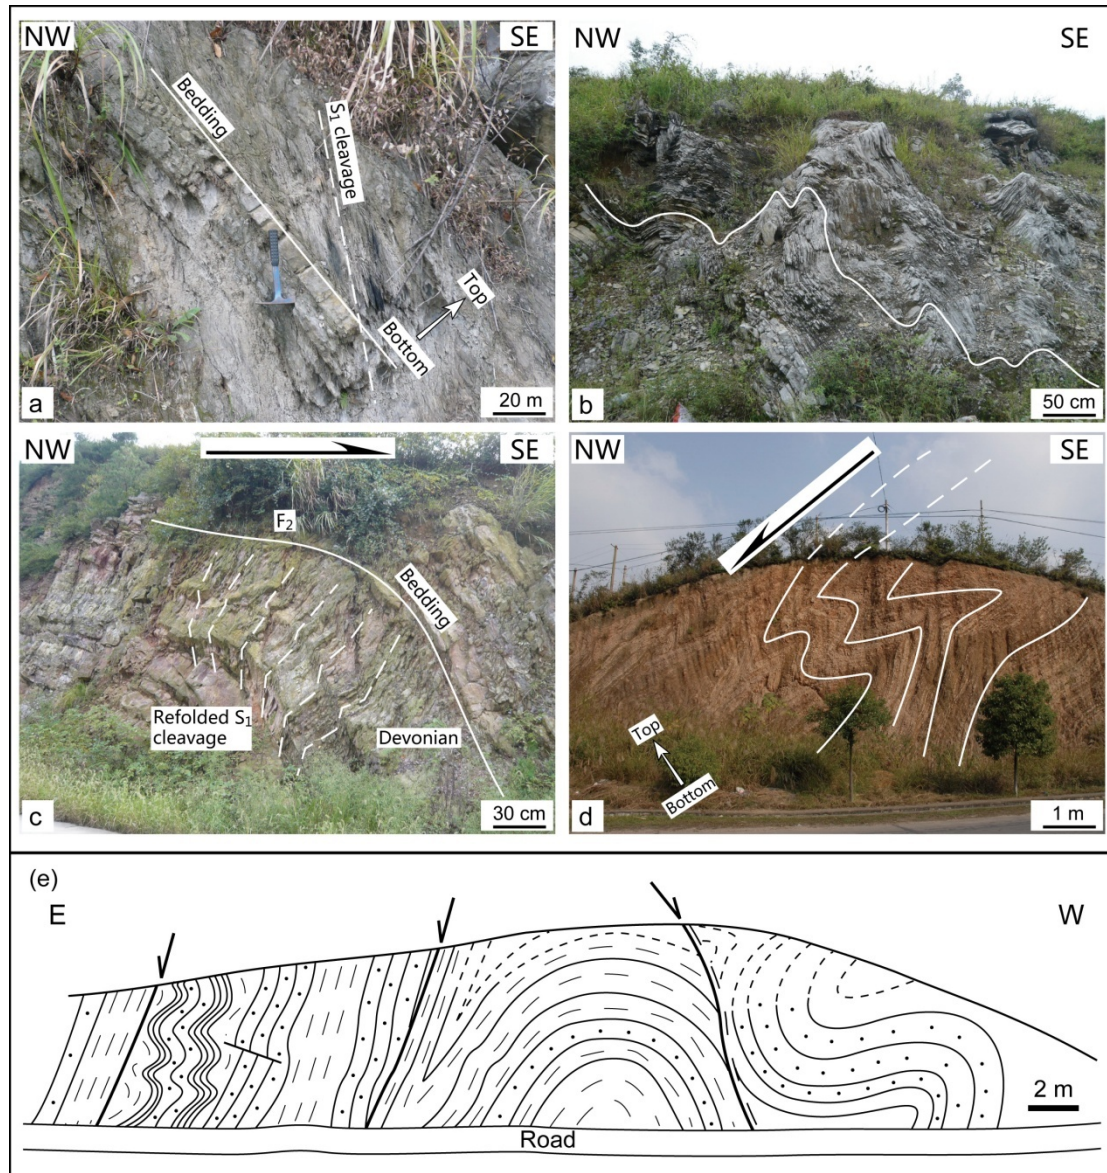 NW
SE
Bedding
S1 cleavage
Top
Bottom
a
20 m
NW
SE
b
50 cm
NW
SE
F2
Bedding
Refolded S1
cleavage
Devonian
c
30 cm
NW
SE
Top
Bottom
d
1 m
(e)
E
W
2 m
Road